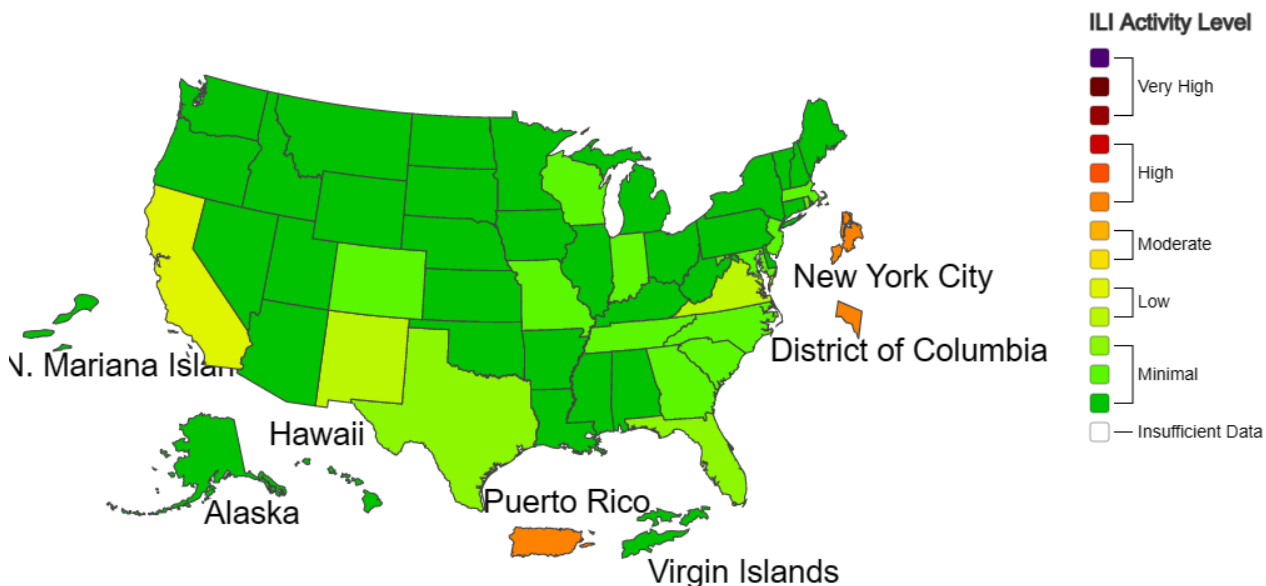 ILI Activity Level
Very High
High
Moderate
Low
Minimal
Insufficient Data
New York City
District of Columbia
N. Mariana Islan
Hawaii
Alaska
Puerto Rico
Virgin Islands